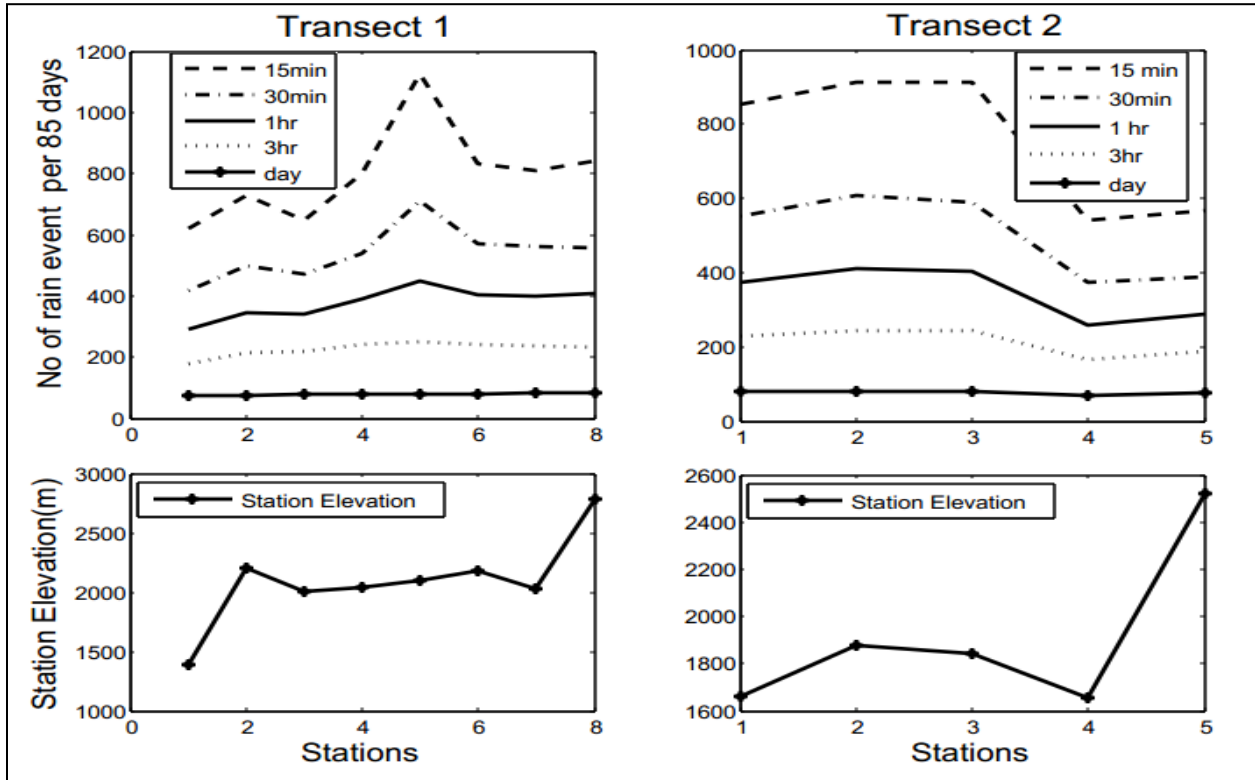 Transect 1
No of rain event per 85 days
1200
1000
800
600
400
200
0
15min
30min
1hr
3hr
day
0 2 4 6 8
Transect 2
1000
800
600
400
200
0
15 min
30min
1 hr
3hr
day
1 2 3 4 5
Station Elevation(m)
3000
2500
2000
1500
1000
Station Elevation
0 2 4 6 8
Stations
2600
2400
2200
2000
1800
1600
Station Elevation
1 2 3 4 5
Stations